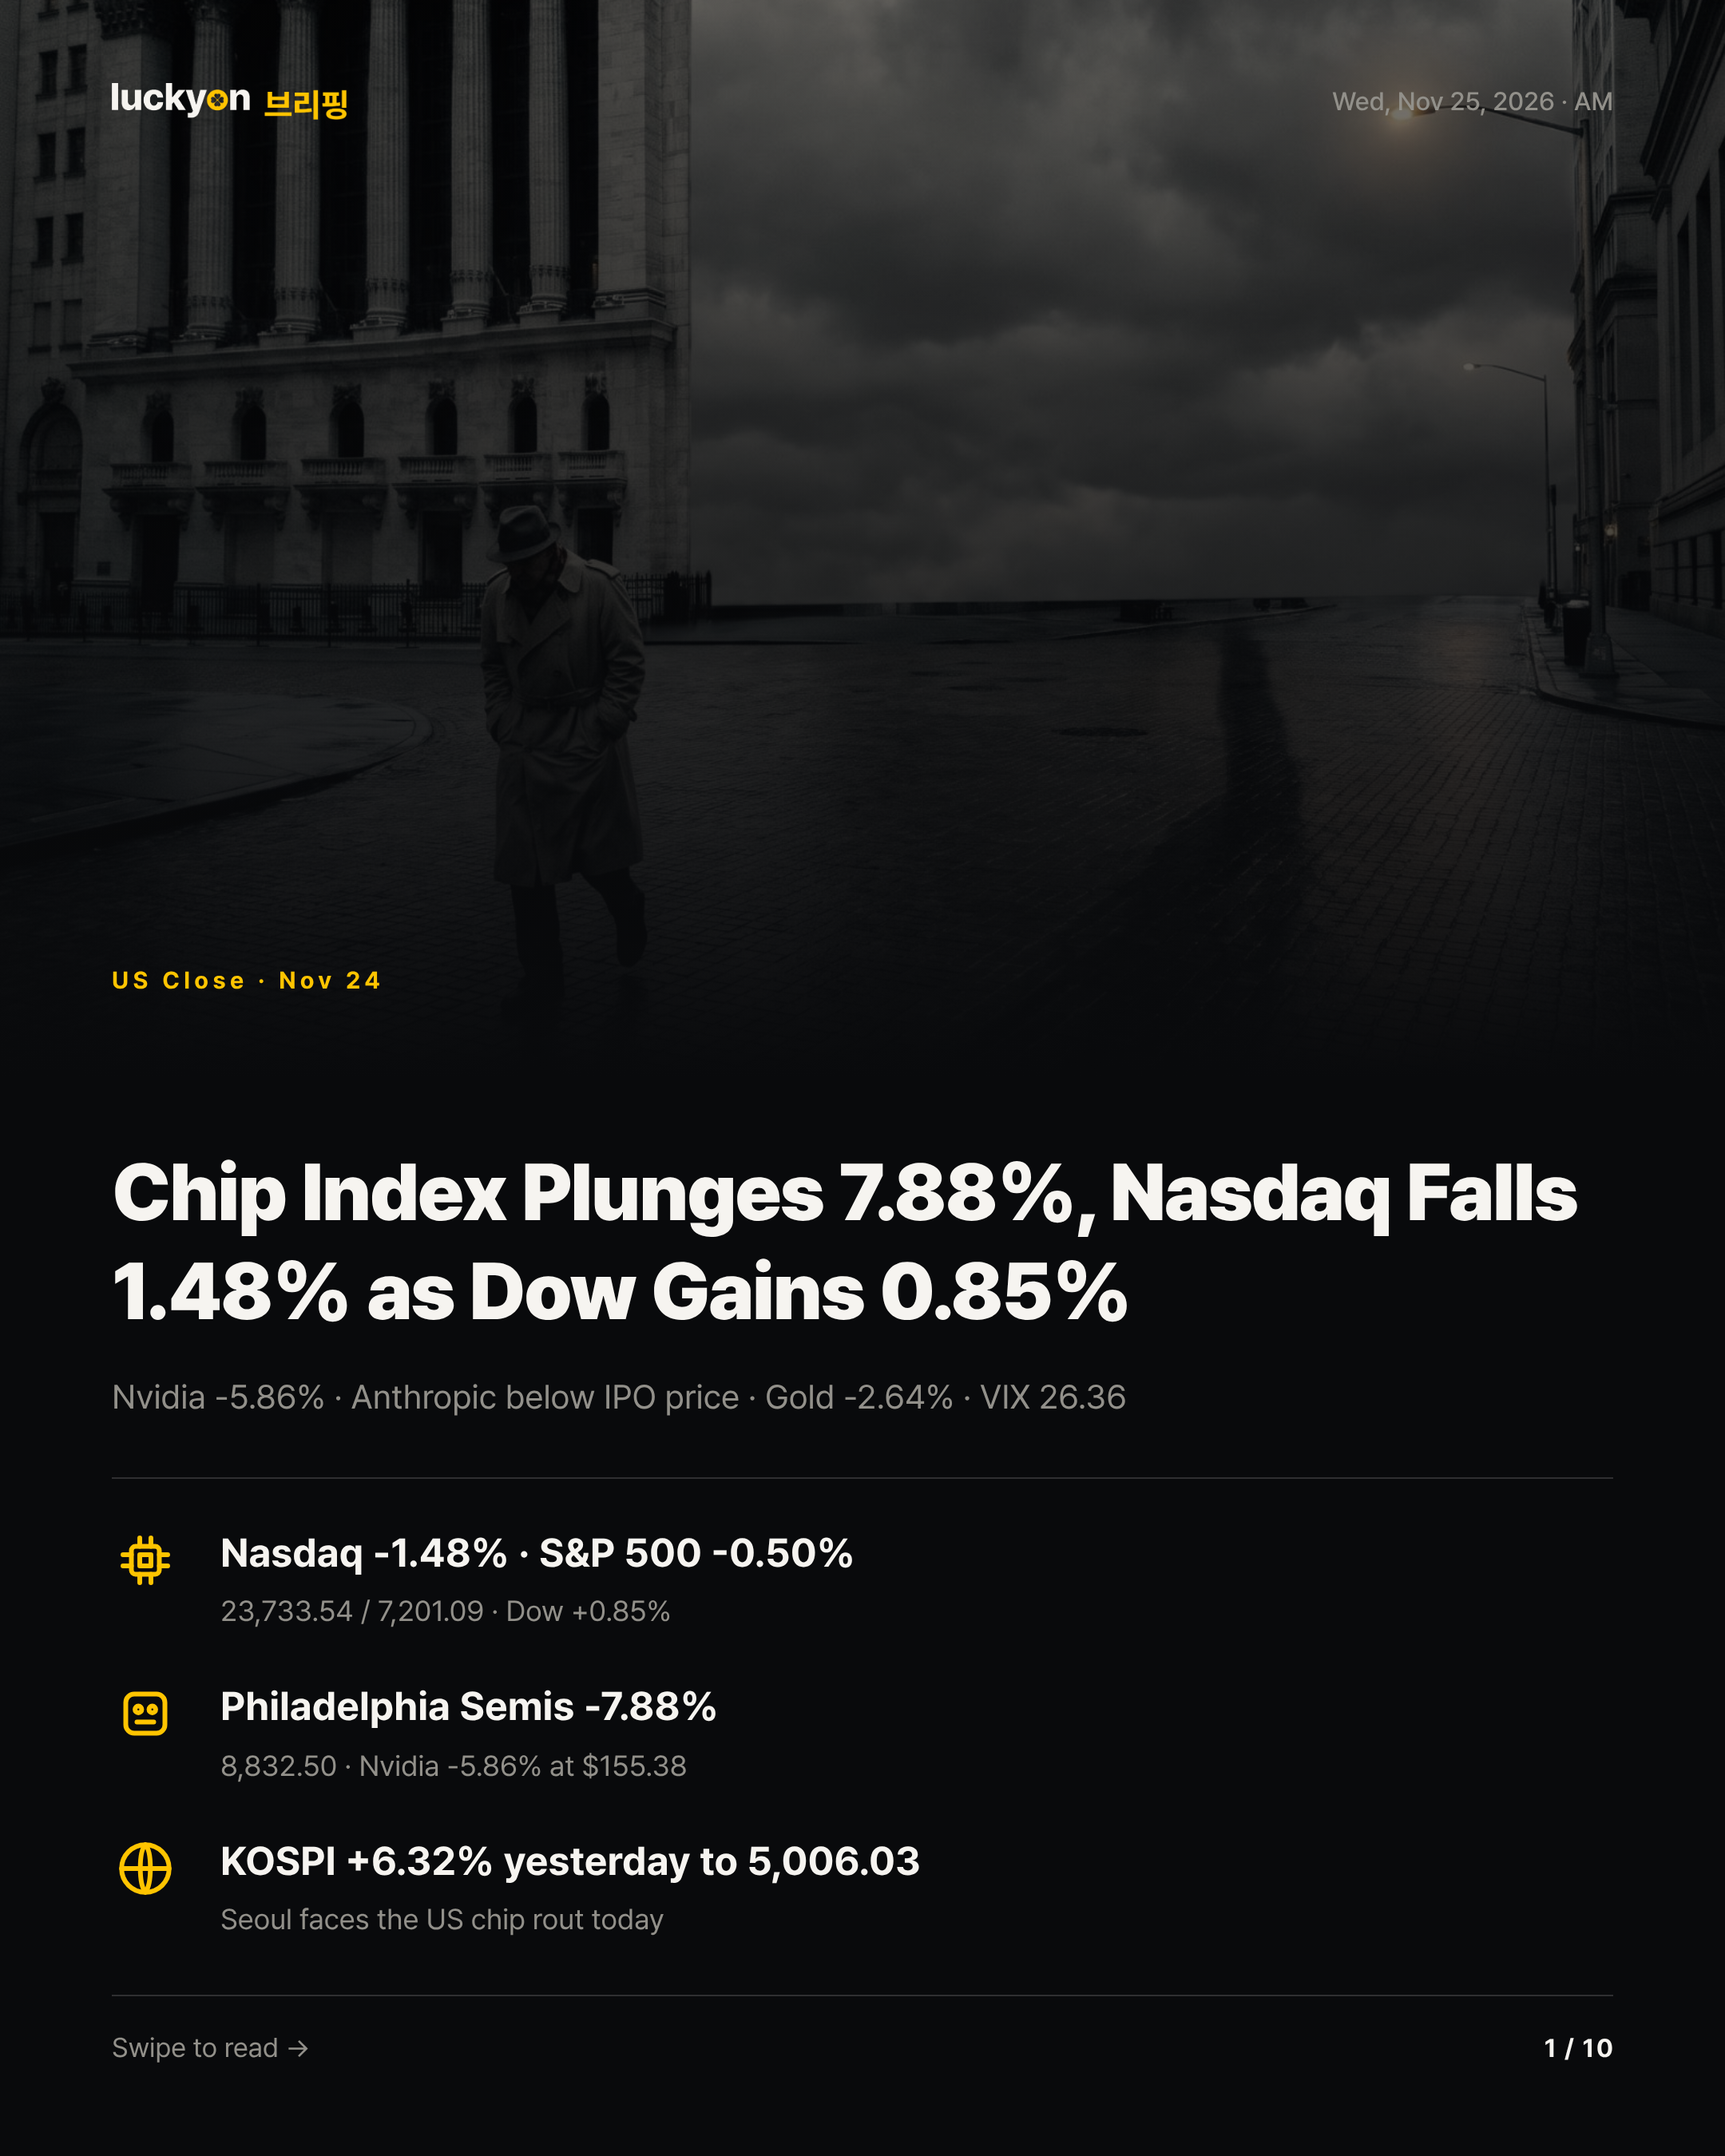 luckyon 브리핑
Wed, Nov 25, 2026 · AM
US Close · Nov 24
Chip Index Plunges 7.88%, Nasdaq Falls
1.48% as Dow Gains 0.85%
Nvidia -5.86% · Anthropic below IPO price · Gold -2.64% · VIX 26.36
Nasdaq -1.48% · S&P 500 -0.50%
23,733.54 / 7,201.09 · Dow +0.85%
Philadelphia Semis -7.88%
8,832.50 · Nvidia -5.86% at $155.38
KOSPI +6.32% yesterday to 5,006.03
Seoul faces the US chip rout today
Swipe to read →
1 / 10